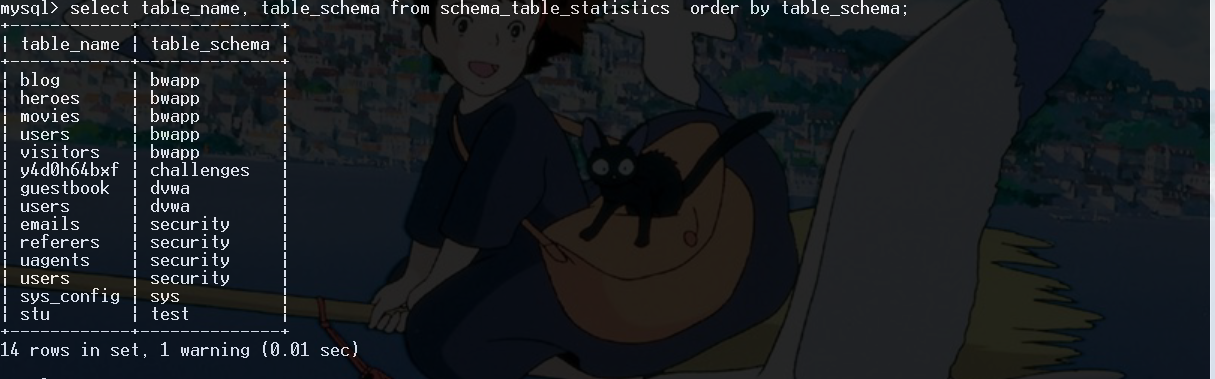 mysql> select table_name, table_schema from schema_table_statistics  order by table_schema;
+------------+--------------+
| table_name | table_schema |
+------------+--------------+
| blog       | bwapp        |
| heroes     | bwapp        |
| movies     | bwapp        |
| users      | bwapp        |
| visitors   | bwapp        |
| y4d0h64bxf | challenges   |
| guestbook  | dvwa         |
| users      | dvwa         |
| emails     | security     |
| referers   | security     |
| uagents    | security     |
| users      | security     |
| sys_config | sys          |
| stu        | test         |
+------------+--------------+
14 rows in set, 1 warning (0.01 sec)